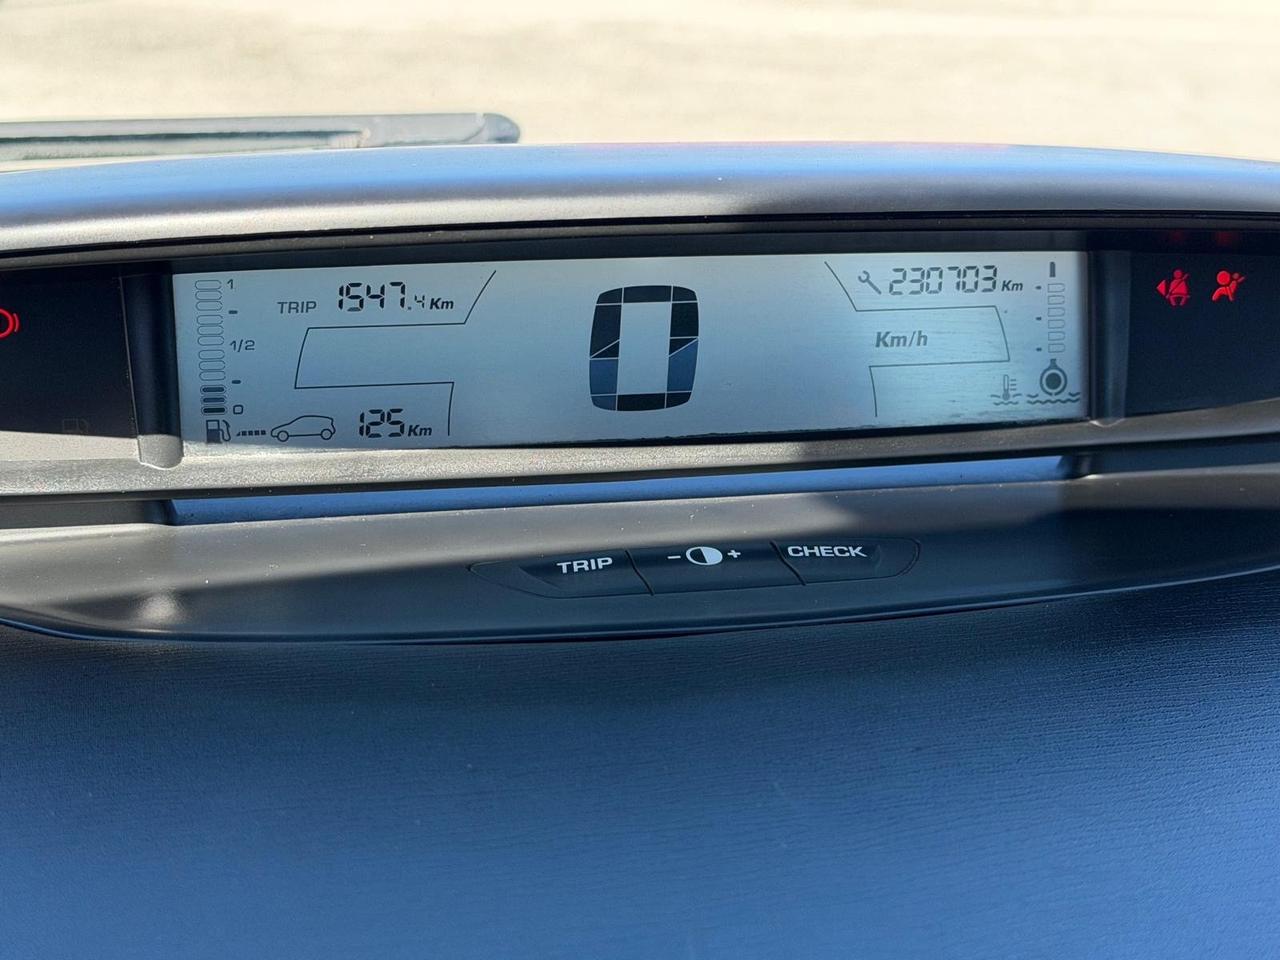 TRIP 1547.4 Km
230703 Km
1
1/2
0
0
Km/h
125 Km
TRIP - + CHECK